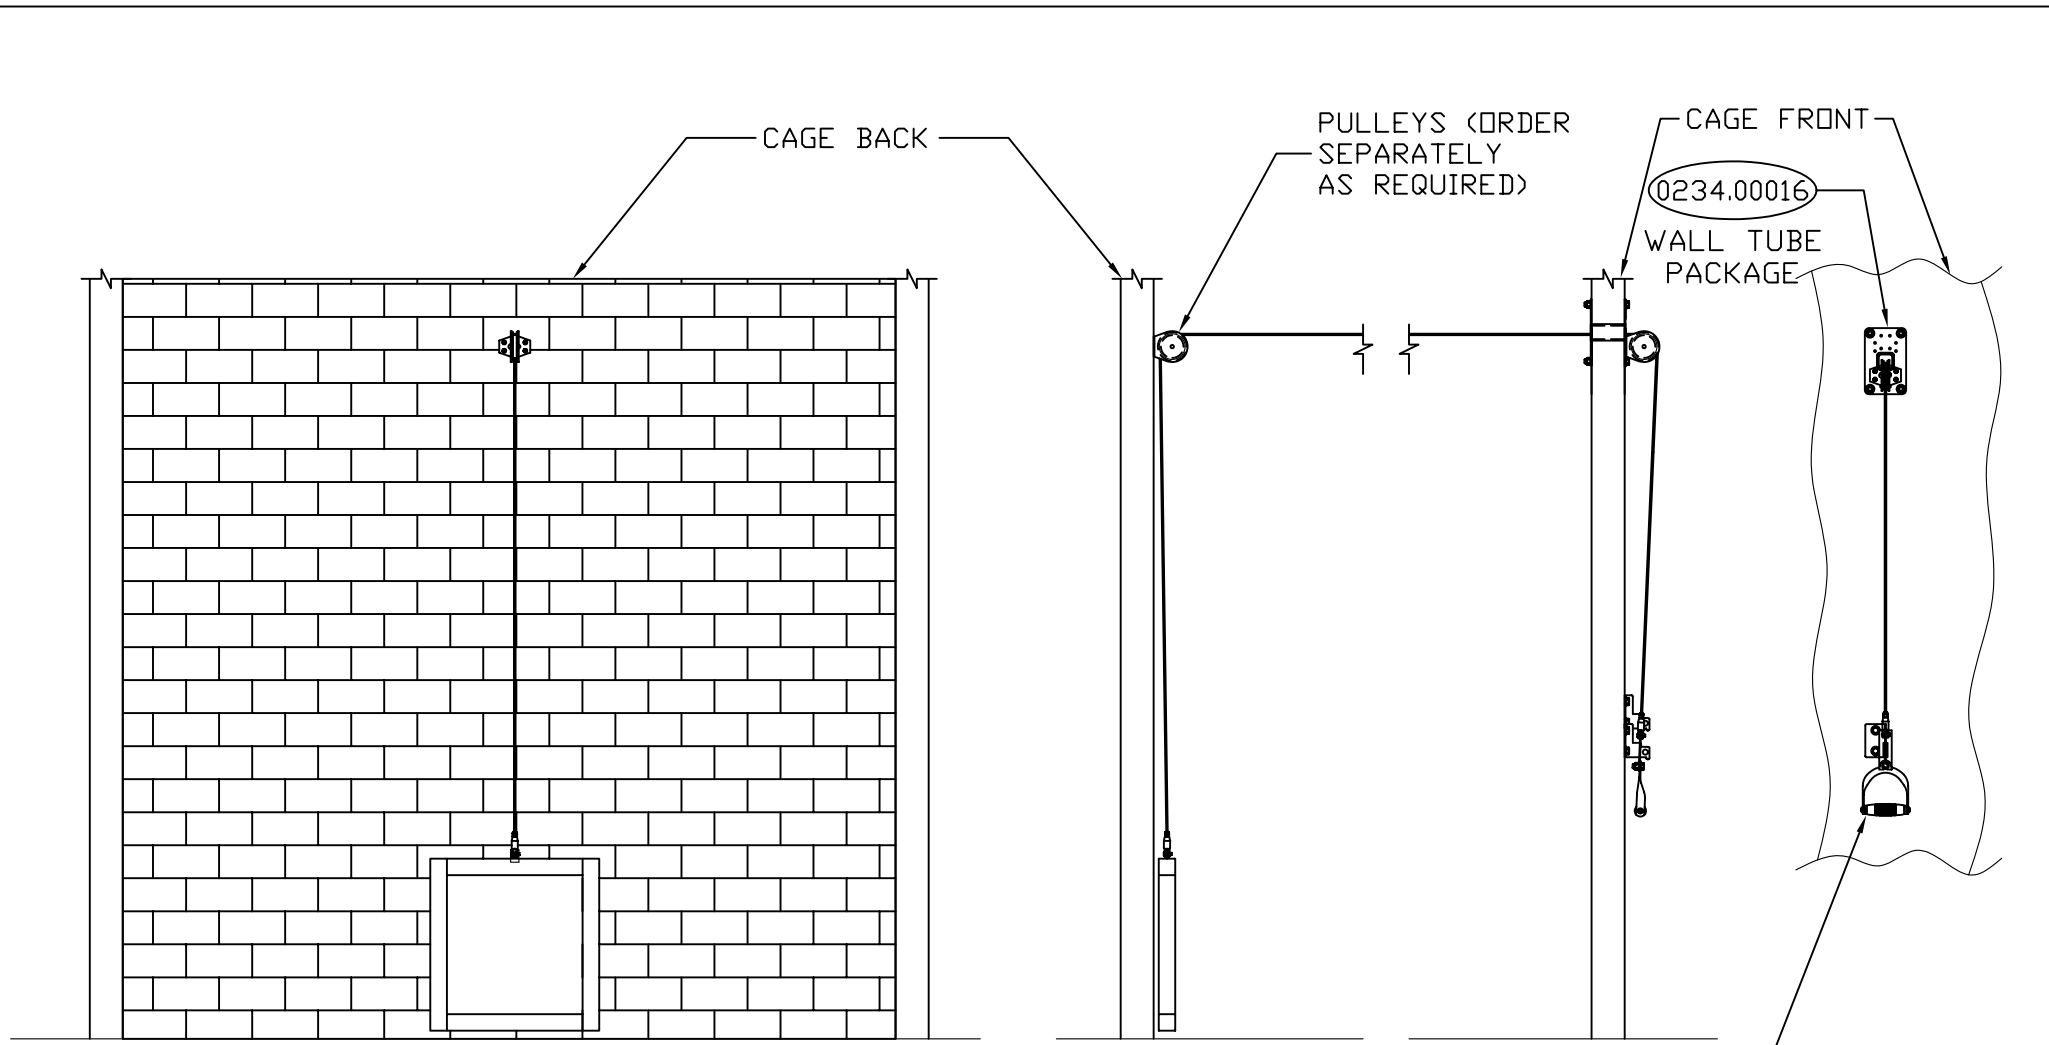 CAGE BACK
PULLEYS (ORDER
SEPARATELY
AS REQUIRED)
CAGE FRONT
0234.00016
WALL TUBE
PACKAGE